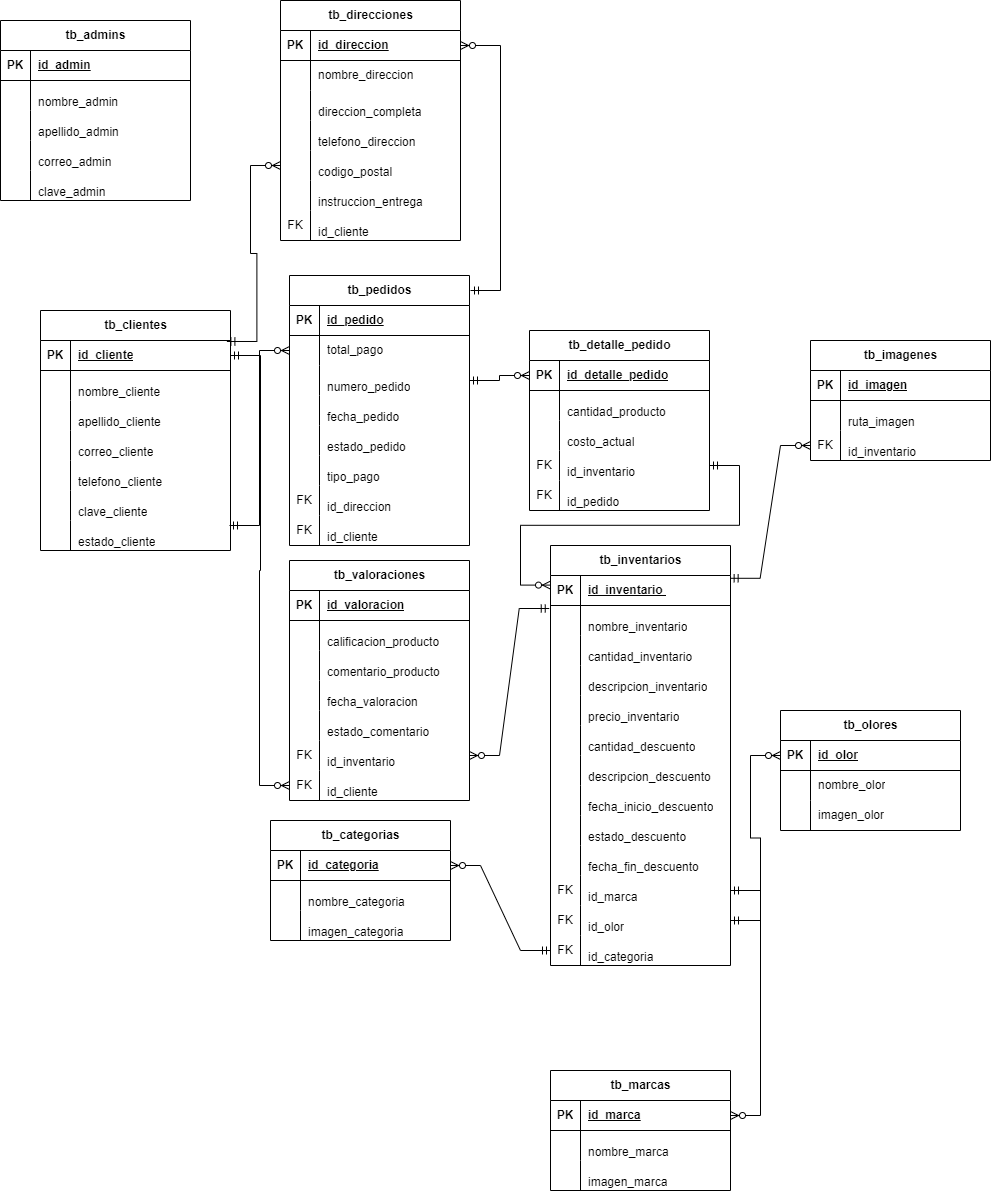 tb_admins
PK id_admin
nombre_admin
apellido_admin
correo_admin
clave_admin
tb_direcciones
PK id_direccion
nombre_direccion
direccion_completa
telefono_direccion
codigo_postal
instruccion_entrega
FK id_cliente
tb_clientes
PK id_cliente
nombre_cliente
apellido_cliente
correo_cliente
telefono_cliente
clave_cliente
estado_cliente
tb_pedidos
PK id_pedido
total_pago
numero_pedido
fecha_pedido
estado_pedido
tipo_pago
FK id_direccion
FK id_cliente
tb_detalle_pedido
PK id_detalle_pedido
cantidad_producto
costo_actual
FK id_inventario
FK id_pedido
tb_imagenes
PK id_imagen
ruta_imagen
FK id_inventario
tb_valoraciones
PK id_valoracion
calificacion_producto
comentario_producto
fecha_valoracion
estado_comentario
FK id_inventario
FK id_cliente
tb_inventarios
PK id_inventario
nombre_inventario
cantidad_inventario
descripcion_inventario
precio_inventario
cantidad_descuento
descripcion_descuento
fecha_inicio_descuento
estado_descuento
fecha_fin_descuento
FK id_marca
FK id_olor
FK id_categoria
tb_olores
PK id_olor
nombre_olor
imagen_olor
tb_categorias
PK id_categoria
nombre_categoria
imagen_categoria
tb_marcas
PK id_marca
nombre_marca
imagen_marca